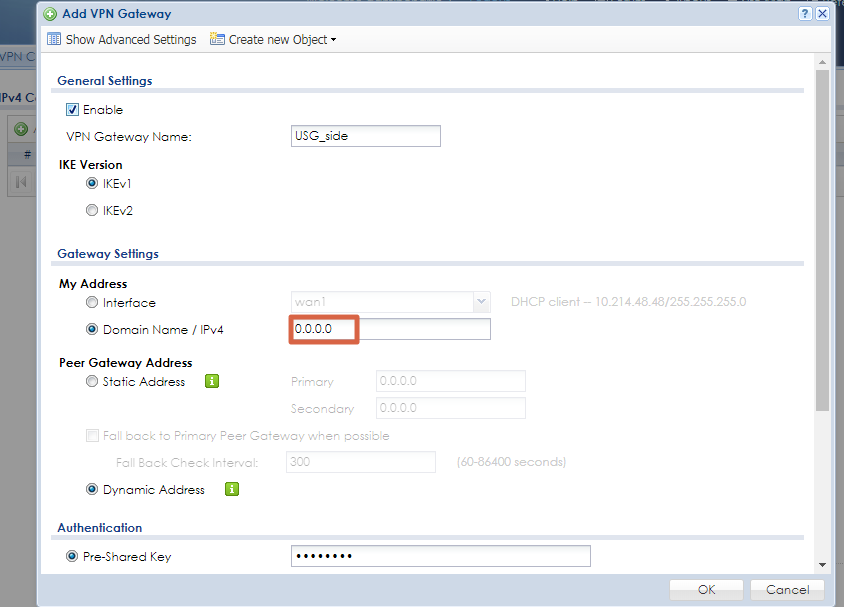 Add VPN Gateway
Show Advanced Settings Create new Object
VPN C
IPv4 Co
#
General Settings
Enable
VPN Gateway Name: USG_side
IKE Version
IKEv1
IKEv2
Gateway Settings
My Address
Interface wan1 DHCP client -- 10.214.48.48/255.255.255.0
Domain Name / IPv4 0.0.0.0
Peer Gateway Address
Static Address Primary 0.0.0.0
Secondary 0.0.0.0
Fall back to Primary Peer Gateway when possible
Fall Back Check Interval: 300 (60-86400 seconds)
Dynamic Address
Authentication
Pre-Shared Key ••••••••
OK Cancel